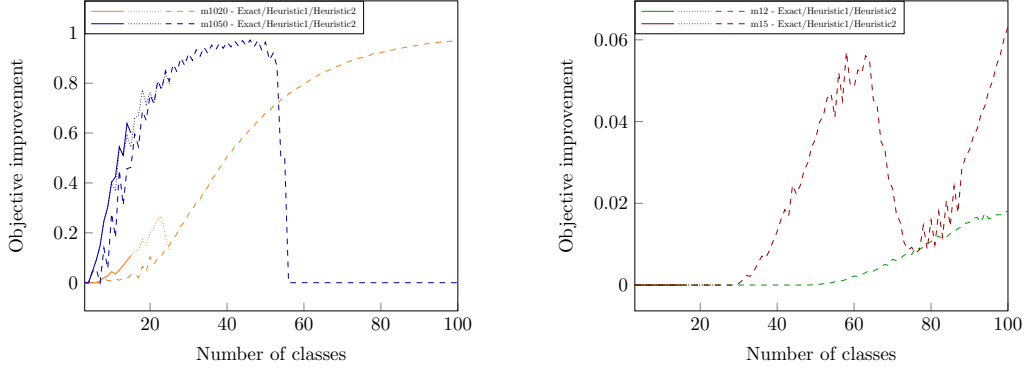 m1020 - Exact/Heuristic1/Heuristic2
m1050 - Exact/Heuristic1/Heuristic2
1
0.8
0.6
0.4
0.2
0
Objective improvement
20
40
60
80
100
Number of classes
m12 - Exact/Heuristic1/Heuristic2
m15 - Exact/Heuristic1/Heuristic2
0.06
0.04
0.02
0
Objective improvement
20
40
60
80
100
Number of classes